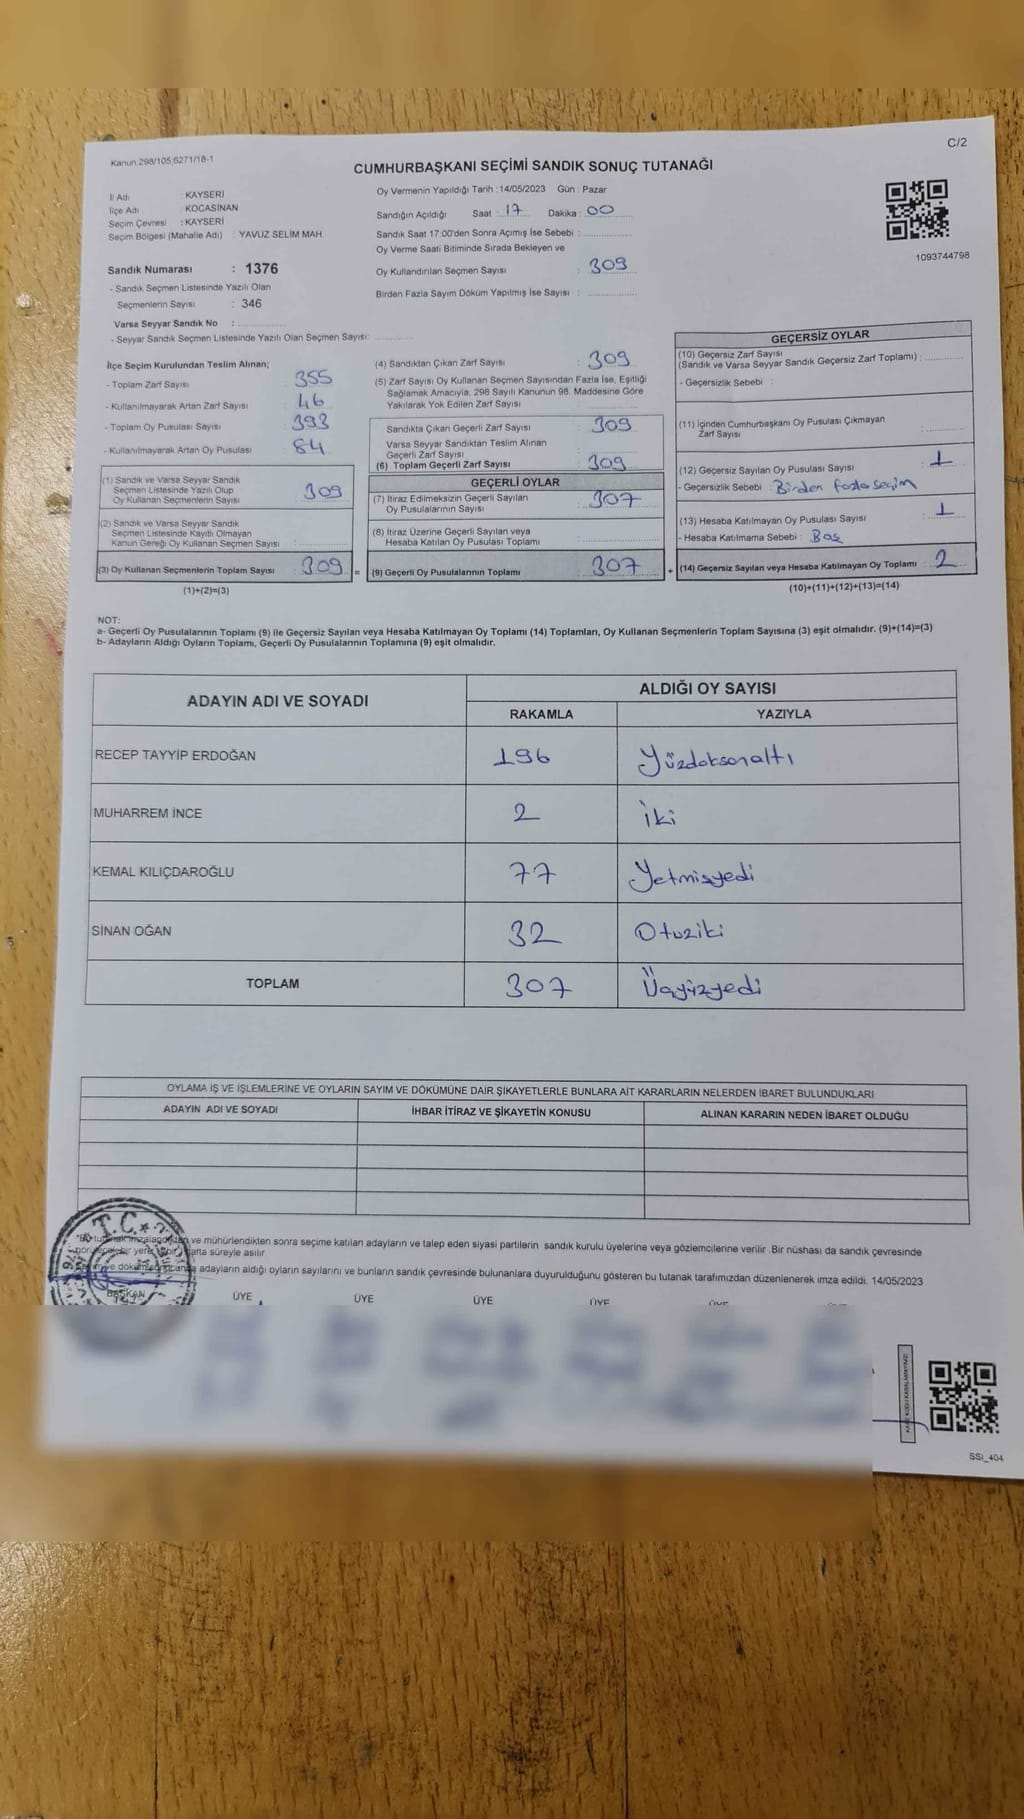 Kanun:298/105;6271/18-1
C/2
CUMHURBAŞKANI SEÇİMİ SANDIK SONUÇ TUTANAĞI
İl Adı : KAYSERİ
İlçe Adı : KOCASİNAN
Seçim Çevresi : KAYSERİ
Seçim Bölgesi (Mahalle Adı) : YAVUZ SELİM MAH.
Sandık Numarası : 1376
- Sandık Seçmen Listesinde Yazılı Olan
Seçmenlerin Sayısı : 346
Varsa Seyyar Sandık No :
- Seyyar Sandık Seçmen Listesinde Yazılı Olan Seçmen Sayısı:
Oy Vermenin Yapıldığı Tarih :14/05/2023 Gün : Pazar
Sandığın Açıldığı Saat : 17 Dakika : 00
Sandık Saat 17:00'den Sonra Açımış İse Sebebi :
Oy Verme Saati Bitiminde Sırada Bekleyen ve
Oy Kullandırılan Seçmen Sayısı : 309
Birden Fazla Sayım Döküm Yapılmış İse Sayısı :
1093744798
İlçe Seçim Kurulundan Teslim Alınan;
- Toplam Zarf Sayısı : 355
- Kullanılmayarak Artan Zarf Sayısı : 46
- Toplam Oy Pusulası Sayısı : 393
- Kullanılmayarak Artan Oy Pusulası : 84
(1) Sandık ve Varsa Seyyar Sandık
Seçmen Listesinde Yazılı Olup
Oy Kullanan Seçmenlerin Sayısı : 309
(2) Sandık ve Varsa Seyyar Sandık
Seçmen Listesinde Kayıtlı Olmayan
Kanun Gereği Oy Kullanan Seçmen Sayısı :
(3) Oy Kullanan Seçmenlerin Toplam Sayısı : 309 =
(1)+(2)=(3)
(4) Sandıktan Çıkan Zarf Sayısı : 309
(5) Zarf Sayısı Oy Kullanan Seçmen Sayısından Fazla İse, Eşitliği
Sağlamak Amacıyla, 298 Sayılı Kanunun 98. Maddesine Göre
Yakılarak Yok Edilen Zarf Sayısı :
Sandıkta Çıkan Geçerli Zarf Sayısı : 309
Varsa Seyyar Sandıktan Teslim Alınan
Geçerli Zarf Sayısı :
(6) Toplam Geçerli Zarf Sayısı : 309
GEÇERLİ OYLAR
(7) İtiraz Edilmeksizin Geçerli Sayılan
Oy Pusulalarının Sayısı : 307
(8) İtiraz Üzerine Geçerli Sayılan veya
Hesaba Katılan Oy Pusulası Toplamı :
(9) Geçerli Oy Pusulalarının Toplamı : 307 +
GEÇERSİZ OYLAR
(10) Geçersiz Zarf Sayısı
(Sandık ve Varsa Seyyar Sandık Geçersiz Zarf Toplamı) :
- Geçersizlik Sebebi :
(11) İçinden Cumhurbaşkanı Oy Pusulası Çıkmayan
Zarf Sayısı :
(12) Geçersiz Sayılan Oy Pusulası Sayısı : 1
- Geçersizlik Sebebi : Birden fazla seçim
(13) Hesaba Katılmayan Oy Pusulası Sayısı : 1
- Hesaba Katılmama Sebebi : Boş
(14) Geçersiz Sayılan veya Hesaba Katılmayan Oy Toplamı : 2
(10)+(11)+(12)+(13)=(14)
NOT:
a- Geçerli Oy Pusulalarının Toplamı (9) ile Geçersiz Sayılan veya Hesaba Katılmayan Oy Toplamı (14) Toplamları, Oy Kullanan Seçmenlerin Toplam Sayısına (3) eşit olmalıdır. (9)+(14)=(3)
b- Adayların Aldığı Oyların Toplamı, Geçerli Oy Pusulalarının Toplamına (9) eşit olmalıdır.
ADAYIN ADI VE SOYADI
ALDIĞI OY SAYISI
RAKAMLA YAZIYLA
RECEP TAYYİP ERDOĞAN 196 Yüzdoksanaltı
MUHARREM İNCE 2 İki
KEMAL KILIÇDAROĞLU 77 Yetmişyedi
SİNAN OĞAN 32 Otuziki
TOPLAM 307 Üçyüzyedi
OYLAMA İŞ VE İŞLEMLERİNE VE OYLARIN SAYIM VE DÖKÜMÜNE DAİR ŞİKAYETLERLE BUNLARA AİT KARARLARIN NELERDEN İBARET BULUNDUKLARI
ADAYIN ADI VE SOYADI İHBAR İTİRAZ VE ŞİKAYETİN KONUSU ALINAN KARARIN NEDEN İBARET OLDUĞU
T.C.
ve mühürlendikten sonra seçime katılan adayların ve talep eden siyasi partilerin sandık kurulu üyelerine veya gözlemcilerine verilir. Bir nüshası da sandık çevresinde
hafta süreyle asılır.
adayların aldığı oyların sayılarını ve bunların sandık çevresinde bulunanlara duyurulduğunu gösteren bu tutanak tarafımızdan düzenlenerek imza edildi. 14/05/2023
BAŞKAN ÜYE ÜYE ÜYE ÜYE
SSİ_404